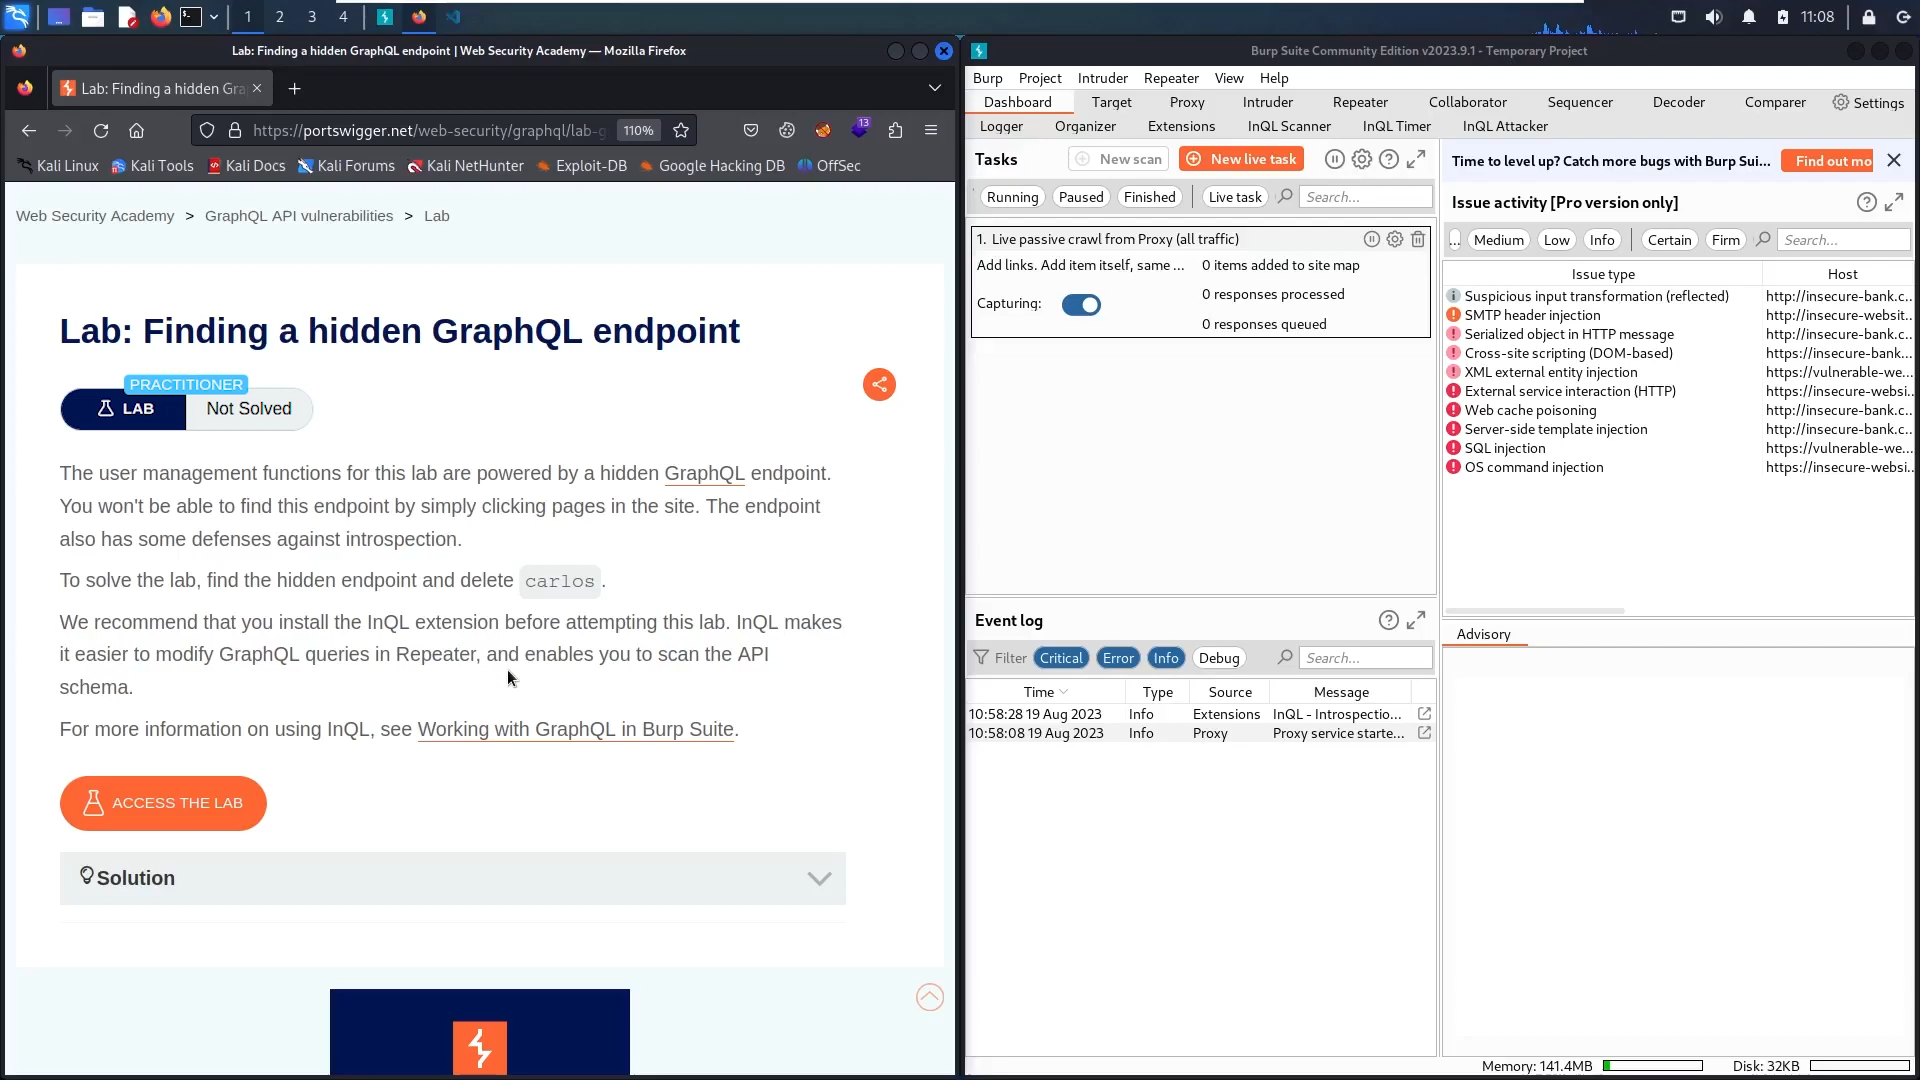 1 2 3 4
11:08
Lab: Finding a hidden GraphQL endpoint | Web Security Academy — Mozilla Firefox
Lab: Finding a hidden Gra
https://portswigger.net/web-security/graphql/lab-g
110%
13
Kali Linux Kali Tools Kali Docs Kali Forums Kali NetHunter Exploit-DB Google Hacking DB OffSec
Web Security Academy > GraphQL API vulnerabilities > Lab
Lab: Finding a hidden GraphQL endpoint
PRACTITIONER
LAB Not Solved
The user management functions for this lab are powered by a hidden GraphQL endpoint.
You won't be able to find this endpoint by simply clicking pages in the site. The endpoint
also has some defenses against introspection.
To solve the lab, find the hidden endpoint and delete carlos.
We recommend that you install the InQL extension before attempting this lab. InQL makes
it easier to modify GraphQL queries in Repeater, and enables you to scan the API
schema.
For more information on using InQL, see Working with GraphQL in Burp Suite.
ACCESS THE LAB
Solution
Burp Suite Community Edition v2023.9.1 - Temporary Project
Burp Project Intruder Repeater View Help
Dashboard Target Proxy Intruder Repeater Collaborator Sequencer Decoder Comparer Settings
Logger Organizer Extensions InQL Scanner InQL Timer InQL Attacker
Tasks New scan New live task
Running Paused Finished Live task Search...
1. Live passive crawl from Proxy (all traffic)
Add links. Add item itself, same ... 0 items added to site map
Capturing: 0 responses processed
0 responses queued
Event log
Filter Critical Error Info Debug Search...
Time Type Source Message
10:58:28 19 Aug 2023 Info Extensions InQL - Introspectio...
10:58:08 19 Aug 2023 Info Proxy Proxy service starte...
Time to level up? Catch more bugs with Burp Sui... Find out mo
Issue activity [Pro version only]
... Medium Low Info Certain Firm Search...
Issue type Host
Suspicious input transformation (reflected) http://insecure-bank.c..
SMTP header injection http://insecure-websit..
Serialized object in HTTP message http://insecure-bank.c..
Cross-site scripting (DOM-based) https://insecure-bank...
XML external entity injection https://vulnerable-we...
External service interaction (HTTP) https://insecure-websi..
Web cache poisoning http://insecure-bank.c..
Server-side template injection http://insecure-bank.c..
SQL injection https://vulnerable-we...
OS command injection https://insecure-websi..
Advisory
Memory: 141.4MB Disk: 32KB